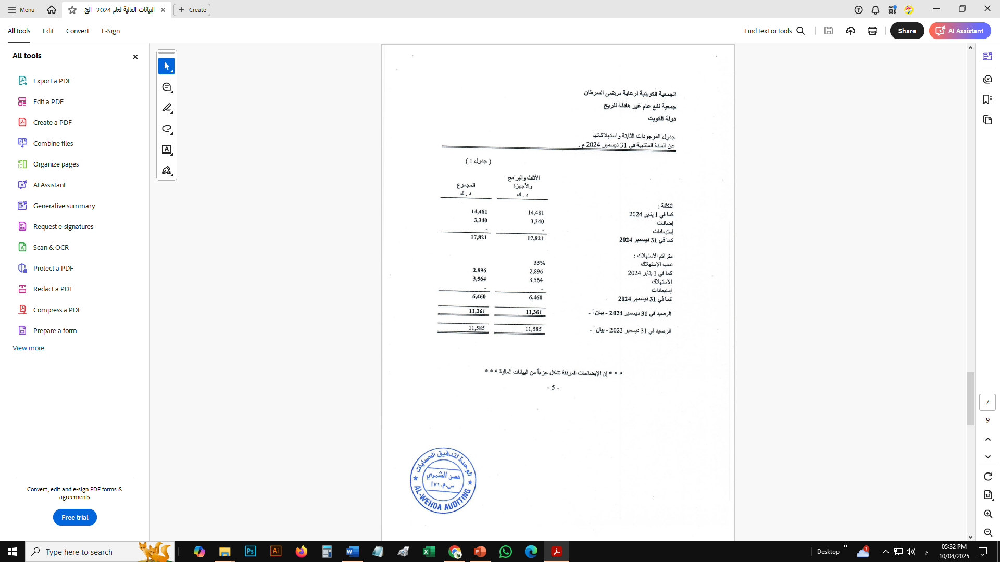 Menu
البيانات المالية لعام 2024- الج..
Create
All tools
Edit
Convert
E-Sign
Find text or tools
Share
AI Assistant
All tools
Export a PDF
Edit a PDF
Create a PDF
Combine files
Organize pages
AI Assistant
Generative summary
Request e-signatures
Scan & OCR
Protect a PDF
Redact a PDF
Compress a PDF
Prepare a form
View more
Convert, edit and e-sign PDF forms & agreements
Free trial
الجمعية الكويتية لرعاية مرضى السرطان
جمعية نفع عام غير هادفة للربح
دولة الكويت
جدول الموجودات الثابتة واستهلاكاتها
عن السنة المنتهية في 31 ديسمبر 2024 م .
( جدول 1 )
الأثاث والبرامج والأجهزة د . ك
المجموع د . ك
التكلفة :
كما في 1 يناير 2024 14,481 14,481
إضافات 3,340 3,340
إستبعادات - -
كما في 31 ديسمبر 2024 17,821 17,821
متراكم الاستهلاك :
نسب الإستهلاك 33%
كما في 1 يناير 2024 2,896 2,896
الاستهلاك 3,564 3,564
إستبعادات - -
كما في 31 ديسمبر 2024 6,460 6,460
الرصيد في 31 ديسمبر 2024 - بيان أ - 11,361 11,361
الرصيد في 31 ديسمبر 2023 - بيان أ - 11,585 11,585
* * * إن الإيضاحات المرفقة تشكل جزءاً من البيانات المالية * * *
- 5 -
الوحدة لتدقيق الحسابات
حسن الشمري
س.م.٧١أ
AL-WEHDA AUDITING
7
9
1:1
Type here to search
Desktop
1
ع
05:32 PM
10/04/2025